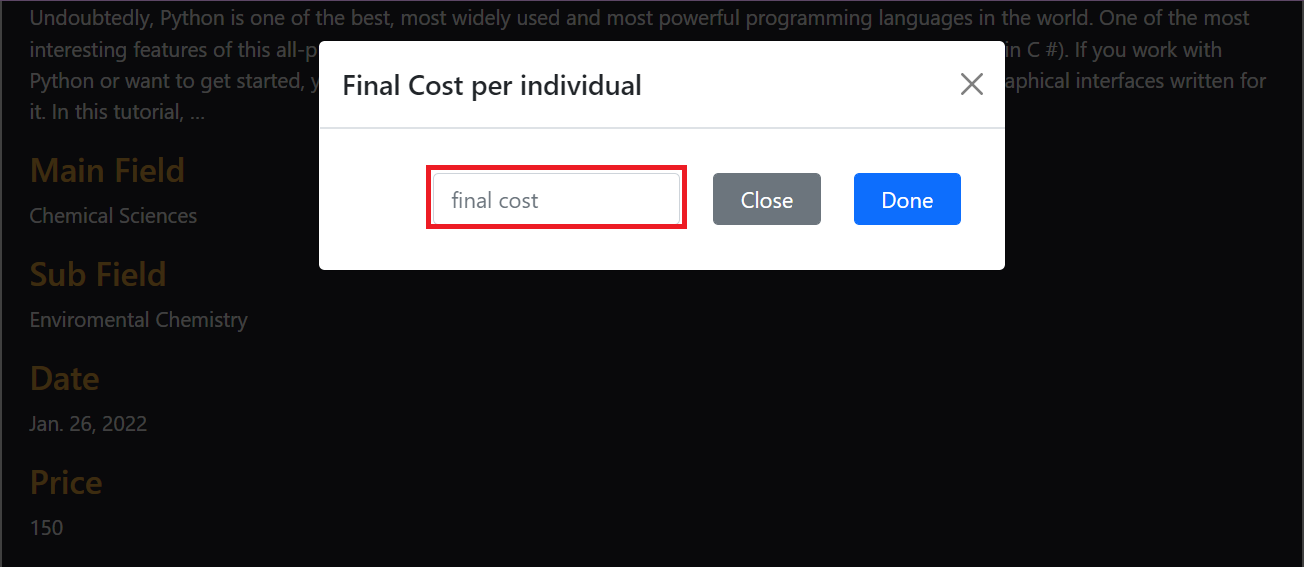 Undoubtedly, Python is one of the best, most widely used and most powerful programming languages in the world. One of the most
interesting features of this all-p in C #). If you work with
Python or want to get started, y aphical interfaces written for
it. In this tutorial, ...
Final Cost per individual
final cost
Close
Done
Main Field
Chemical Sciences
Sub Field
Enviromental Chemistry
Date
Jan. 26, 2022
Price
150